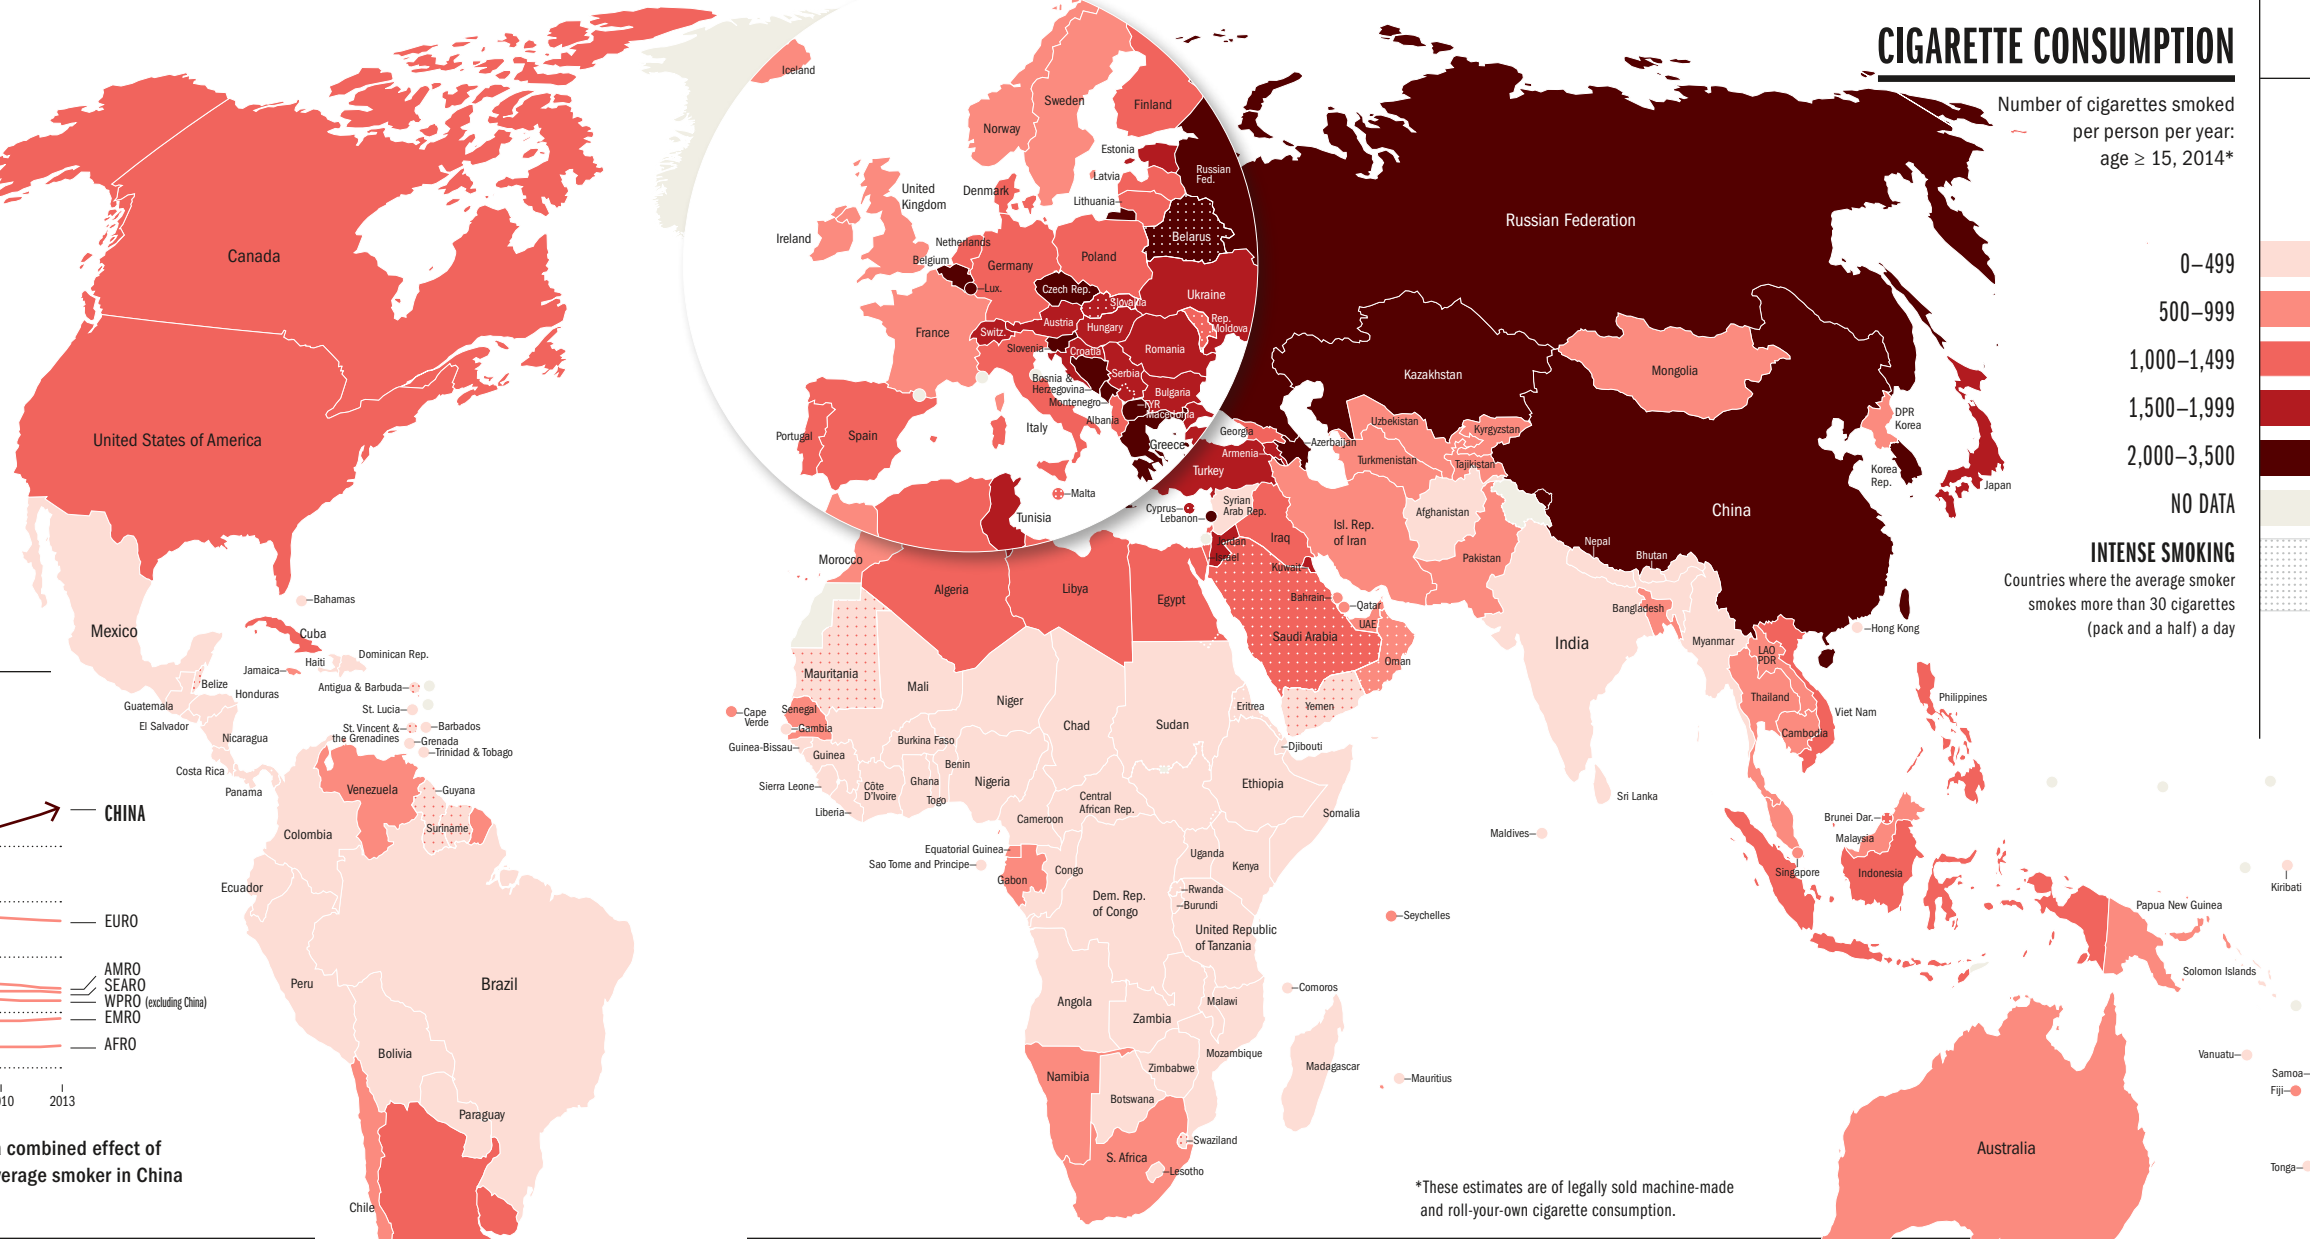 CIGARETTE CONSUMPTION
Number of cigarettes smoked
per person per year:
age ≥ 15, 2014*
0–499
500–999
1,000–1,499
1,500–1,999
2,000–3,500
NO DATA
INTENSE SMOKING
Countries where the average smoker
smokes more than 30 cigarettes
(pack and a half) a day
Iceland
Sweden
Finland
Norway
Estonia
Latvia
Lithuania
Russian
Fed.
United
Kingdom
Denmark
Ireland
Netherlands
Belgium
Germany
Poland
Belarus
Lux.
Czech Rep.
Slovakia
Ukraine
France
Switz.
Austria
Hungary
Rep.
Moldova
Slovenia
Croatia
Romania
Bosnia &
Herzegovina
Serbia
Bulgaria
Montenegro
TYR
Macedonia
Albania
Portugal
Spain
Italy
Greece
Malta
Tunisia
Canada
United States of America
Mexico
Bahamas
Cuba
Haiti
Dominican Rep.
Jamaica
Belize
Honduras
Antigua & Barbuda
Guatemala
St. Lucia
El Salvador
St. Vincent &
the Grenadines
Barbados
Nicaragua
Grenada
Trinidad & Tobago
Costa Rica
Panama
Venezuela
Guyana
Suriname
Colombia
Ecuador
Peru
Brazil
Bolivia
Paraguay
Chile
Russian Federation
Kazakhstan
Mongolia
Uzbekistan
Kyrgyzstan
Turkmenistan
Tajikistan
Georgia
Azerbaijan
Armenia
Turkey
DPR
Korea
Korea
Rep.
Japan
China
Cyprus
Lebanon
Syrian
Arab Rep.
Jordan
Israel
Iraq
Isl. Rep.
of Iran
Afghanistan
Pakistan
Kuwait
Bahrain
Qatar
UAE
Saudi Arabia
Oman
Yemen
Nepal
Bhutan
Bangladesh
India
Myanmar
Hong Kong
LAO
PDR
Thailand
Viet Nam
Cambodia
Philippines
Sri Lanka
Maldives
Brunei Dar.
Malaysia
Singapore
Indonesia
Papua New Guinea
Solomon Islands
Kiribati
Vanuatu
Samoa
Fiji
Tonga
Australia
Morocco
Algeria
Libya
Egypt
Mauritania
Mali
Niger
Chad
Sudan
Eritrea
Djibouti
Cape
Verde
Senegal
Gambia
Guinea-Bissau
Guinea
Burkina Faso
Sierra Leone
Liberia
Côte
D'Ivoire
Ghana
Togo
Benin
Nigeria
Cameroon
Central
African Rep.
Ethiopia
Somalia
Equatorial Guinea
Sao Tome and Principe
Gabon
Congo
Dem. Rep.
of Congo
Uganda
Kenya
Rwanda
Burundi
United Republic
of Tanzania
Seychelles
Comoros
Angola
Zambia
Malawi
Mozambique
Zimbabwe
Madagascar
Mauritius
Namibia
Botswana
Swaziland
S. Africa
Lesotho
CHINA
EURO
AMRO
SEARO
WPRO (excluding China)
EMRO
AFRO
10
2013
combined effect of
erage smoker in China
*These estimates are of legally sold machine-made
and roll-your-own cigarette consumption.